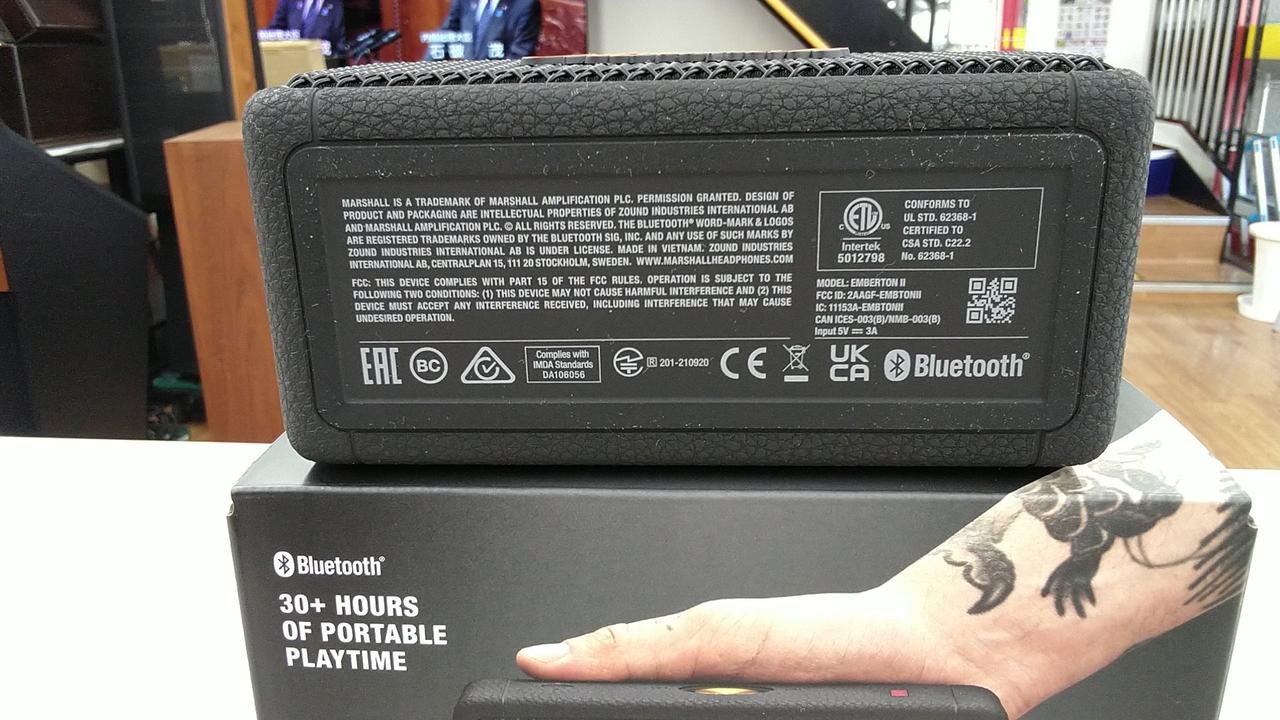 石破 茂
MARSHALL IS A TRADEMARK OF MARSHALL AMPLIFICATION PLC. PERMISSION GRANTED. DESIGN OF
PRODUCT AND PACKAGING ARE INTELLECTUAL PROPERTIES OF ZOUND INDUSTRIES INTERNATIONAL AB
AND MARSHALL AMPLIFICATION PLC. © ALL RIGHTS RESERVED. THE BLUETOOTH® WORD-MARK & LOGOS
ARE REGISTERED TRADEMARKS OWNED BY THE BLUETOOTH SIG, INC. AND ANY USE OF SUCH MARKS BY
ZOUND INDUSTRIES INTERNATIONAL AB IS UNDER LICENSE. MADE IN VIETNAM. ZOUND INDUSTRIES
INTERNATIONAL AB, CENTRALPLAN 15, 111 20 STOCKHOLM, SWEDEN. WWW.MARSHALLHEADPHONES.COM
FCC: THIS DEVICE COMPLIES WITH PART 15 OF THE FCC RULES. OPERATION IS SUBJECT TO THE
FOLLOWING TWO CONDITIONS: (1) THIS DEVICE MAY NOT CAUSE HARMFUL INTERFERENCE AND (2) THIS
DEVICE MUST ACCEPT ANY INTERFERENCE RECEIVED, INCLUDING INTERFERENCE THAT MAY CAUSE
UNDESIRED OPERATION.
C ETL US
Intertek
5012798
CONFORMS TO
UL STD. 62368-1
CERTIFIED TO
CSA STD. C22.2
No. 62368-1
MODEL: EMBERTON II
FCC ID: 2AAGF-EMBTONII
IC: 11153A-EMBTONII
CAN ICES-003(B)/NMB-003(B)
Input 5V ⎓ 3A
EAC
BC
Complies with
IMDA Standards
DA106056
R 201-210920
CE
UK
CA
Bluetooth®
Bluetooth®
30+ HOURS
OF PORTABLE
PLAYTIME